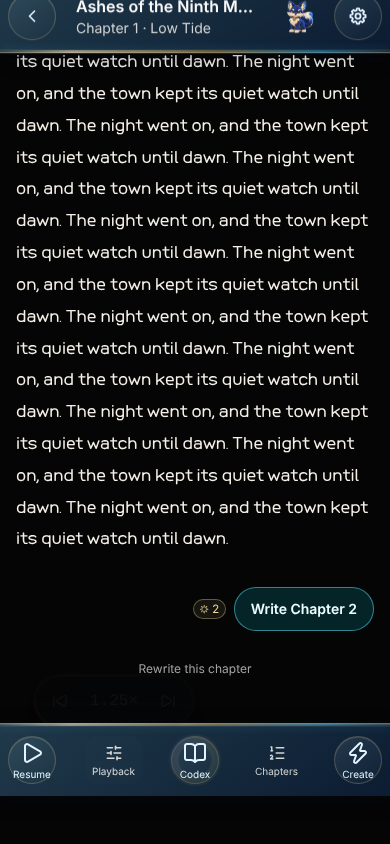 Ashes of the Ninth M...
Chapter 1 · Low Tide
its quiet watch until dawn. The night went
on, and the town kept its quiet watch until
dawn. The night went on, and the town kept
its quiet watch until dawn. The night went
on, and the town kept its quiet watch until
dawn. The night went on, and the town kept
its quiet watch until dawn. The night went
on, and the town kept its quiet watch until
dawn. The night went on, and the town kept
its quiet watch until dawn. The night went
on, and the town kept its quiet watch until
dawn. The night went on, and the town kept
its quiet watch until dawn. The night went
on, and the town kept its quiet watch until
dawn. The night went on, and the town kept
its quiet watch until dawn.
2
Write Chapter 2
Rewrite this chapter
1.25×
Resume
Playback
Codex
Chapters
Create